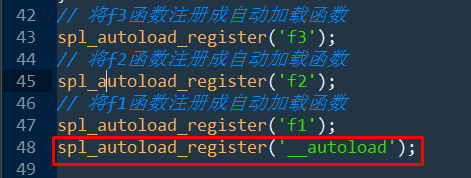 42 // 将f3函数注册成自动加载函数
43 spl_autoload_register('f3');
44 // 将f2函数注册成自动加载函数
45 spl_autoload_register('f2');
46 // 将f1函数注册成自动加载函数
47 spl_autoload_register('f1');
48 spl_autoload_register('__autoload');
49